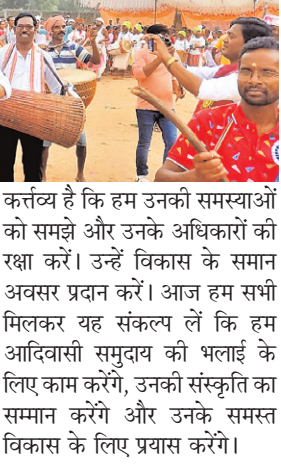 कर्त्तव्य है कि हम उनकी समस्याओं
को समझे और उनके अधिकारों की
रक्षा करें। उन्हें विकास के समान
अवसर प्रदान करें। आज हम सभी
मिलकर यह संकल्प लें कि हम
आदिवासी समुदाय की भलाई के
लिए काम करेंगे, उनकी संस्कृति का
सम्मान करेंगे और उनके समस्त
विकास के लिए प्रयास करेंगे।